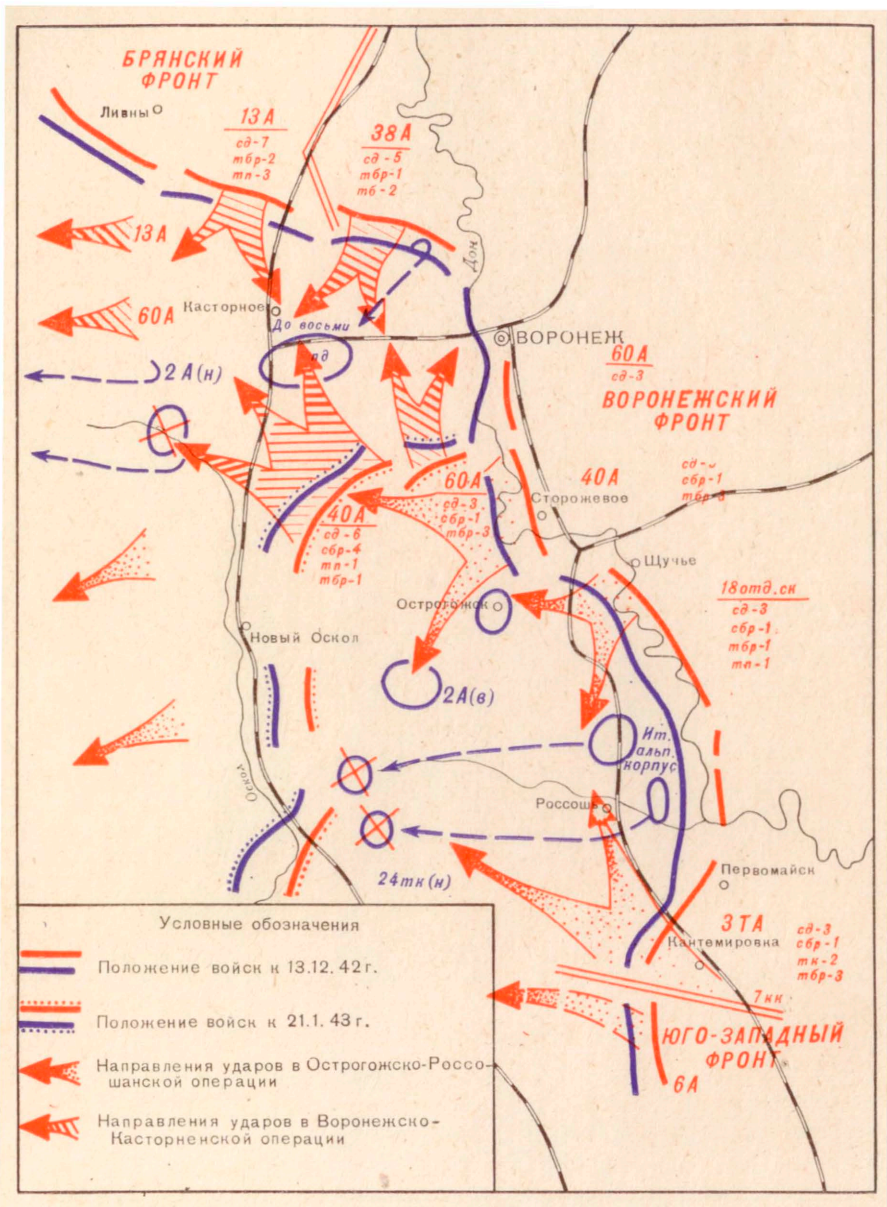 БРЯНСКИЙ
ФРОНТ
Ливны
13А
сд-7
тбр-2
тп-3
38А
сд-5
тбр-1
тб-2
Дон
13А
60А
Касторное
До восьми
пд
ВОРОНЕЖ
60А
сд-3
ВОРОНЕЖСКИЙ
ФРОНТ
2А(н)
40А
сбр-1
тбр-3
60А
сд-3
сбр-1
тбр-3
Сторожевое
40А
сд-6
сбр-4
тп-1
тбр-1
Щучье
18отд.ск
сд-3
сбр-1
тбр-1
тп-1
Острогожск
Новый Оскол
2А(в)
Ит.
альп.
корпус
Оскол
Россошь
24тк(н)
Первомайск
3ТА
сд-3
сбр-1
тк-2
тбр-3
Кантемировка
7кк
ЮГО-ЗАПАДНЫЙ
ФРОНТ
6А
Условные обозначения
Положение войск к 13.12.42г.
Положение войск к 21.1.43г.
Направления ударов в Острогожско-Россо-
шанской операции
Направления ударов в Воронежско-
Касторненской операции